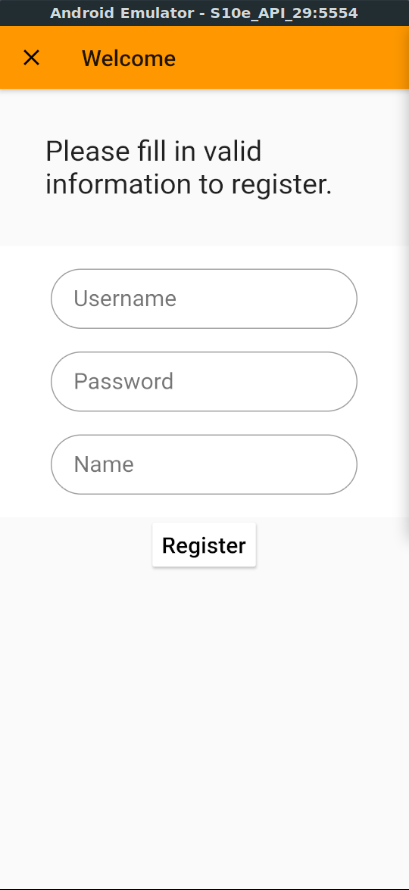 Android Emulator - S10e_API_29:5554
Welcome
Please fill in valid
information to register.
Username
Password
Name
Register